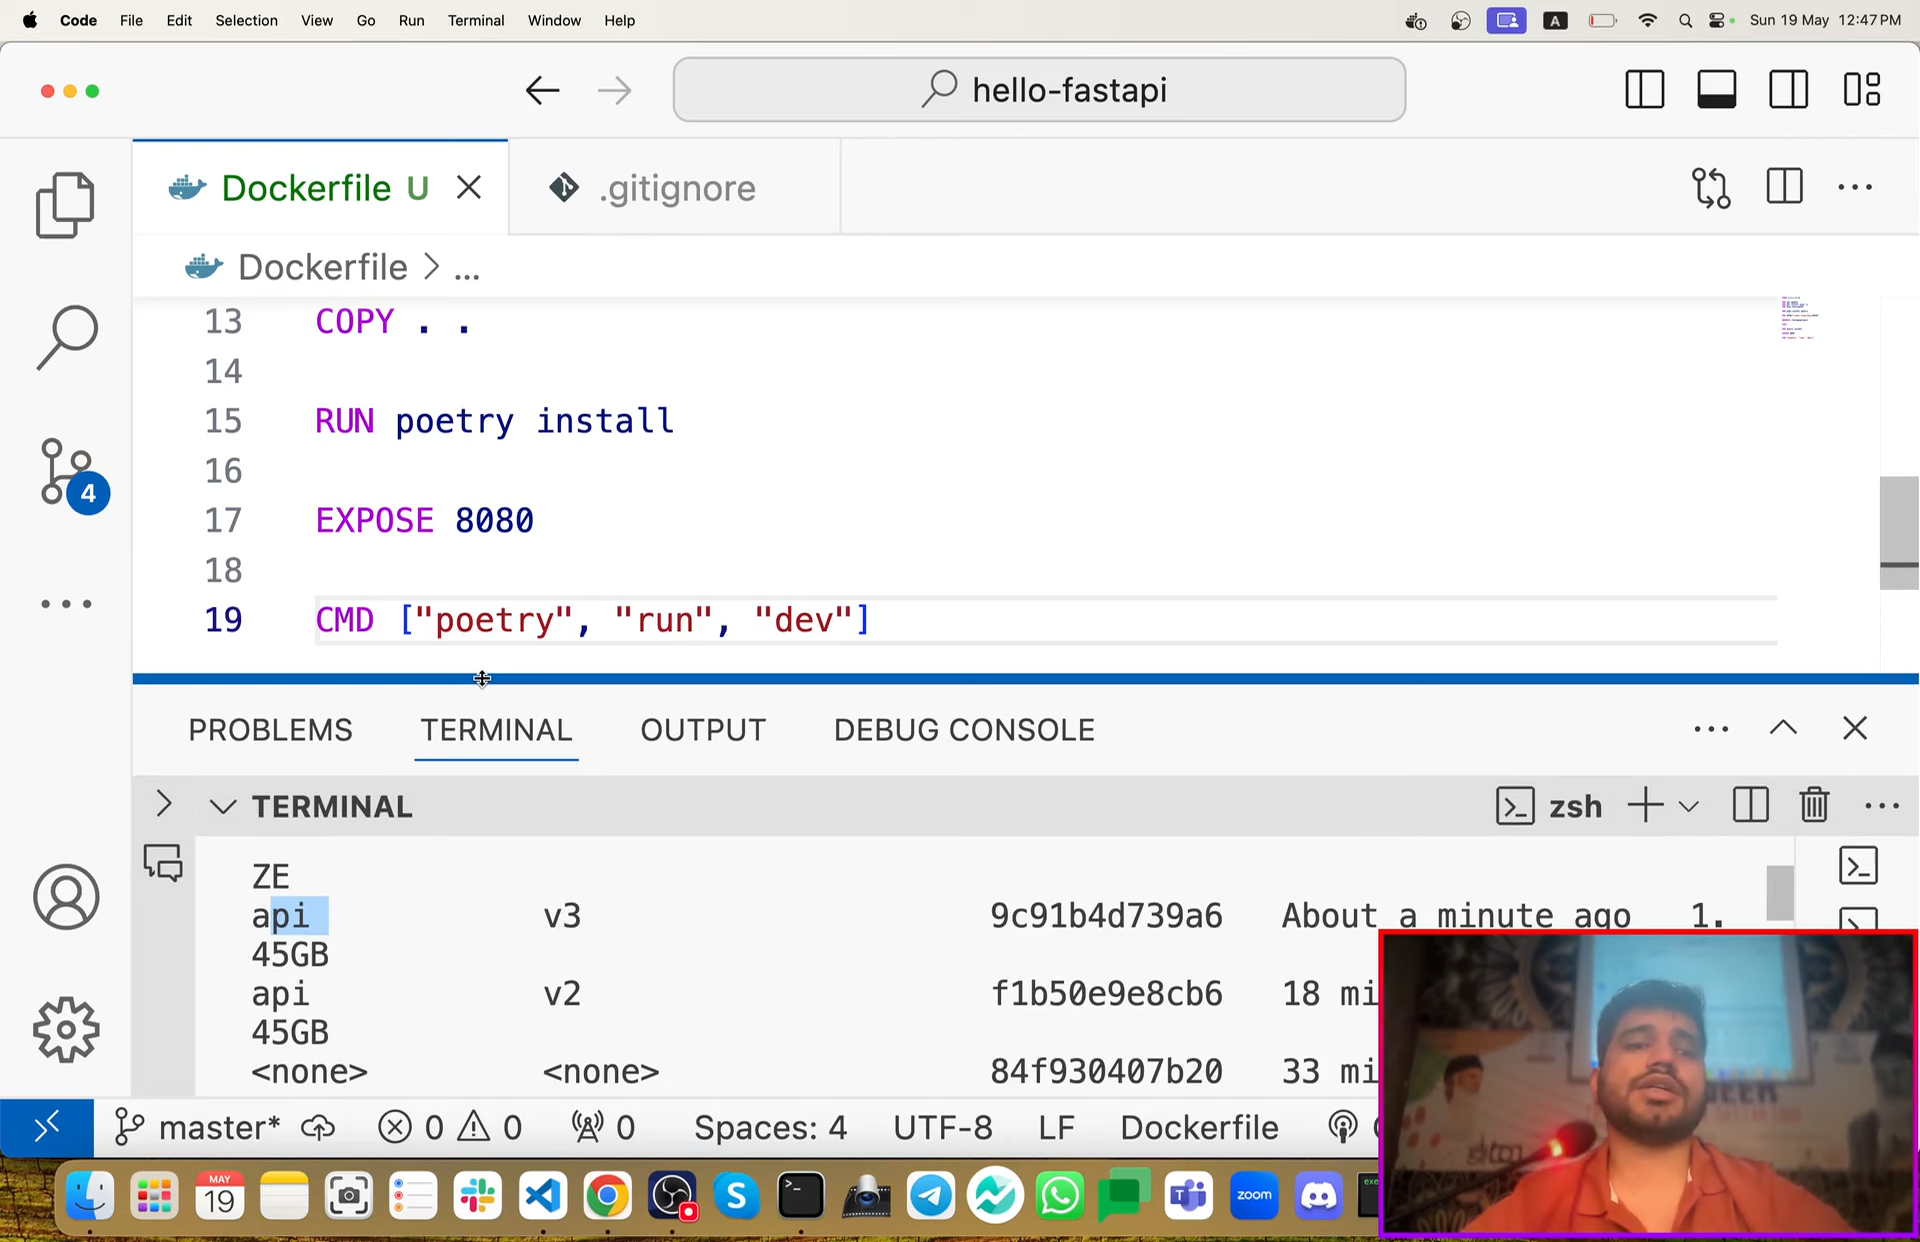 Code File Edit Selection View Go Run Terminal Window Help A Sun 19 May 12:47 PM
hello-fastapi
Dockerfile U .gitignore
Dockerfile > ...
13 COPY . .
14
15 RUN poetry install
16
17 EXPOSE 8080
18
19 CMD ["poetry", "run", "dev"]
4
PROBLEMS TERMINAL OUTPUT DEBUG CONSOLE
TERMINAL zsh
ZE
api v3 9c91b4d739a6 About a minute ago 1.
45GB
api v2 f1b50e9e8cb6 18 mi
45GB
<none> <none> 84f930407b20 33 mi
master* 0 0 0 Spaces: 4 UTF-8 LF Dockerfile
MAY
19
zoom